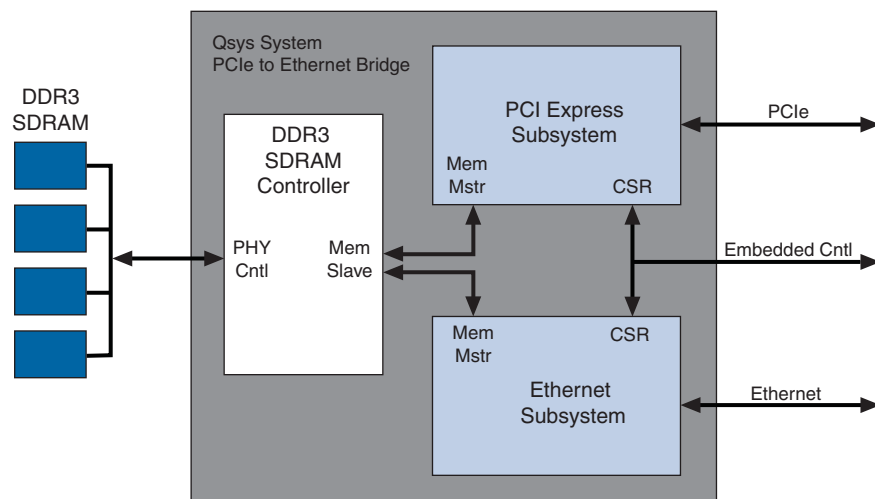 Qsys System
PCIe to Ethernet Bridge
DDR3
SDRAM
DDR3
SDRAM
Controller
PHY
Cntl
Mem
Slave
PCI Express
Subsystem
Mem
Mstr
CSR
PCIe
Embedded Cntl
Mem
Mstr
CSR
Ethernet
Subsystem
Ethernet